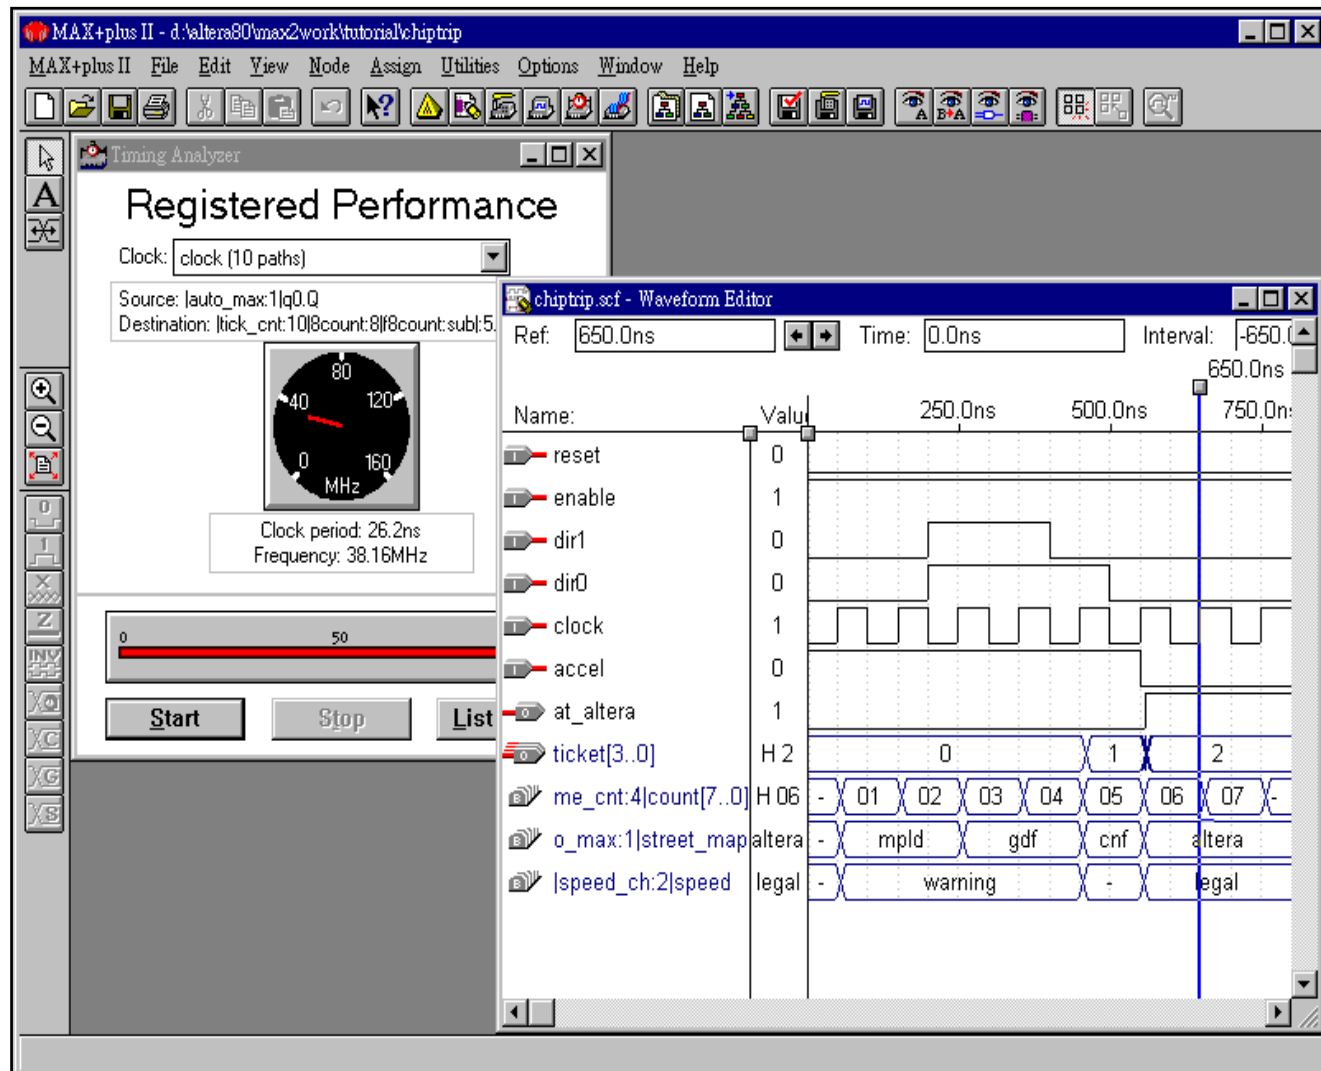 MAX+plus II - d:\altera80\max2work\tutorial\chiptrip
MAX+plus II File Edit View Node Assign Utilities Options Window Help
Timing Analyzer
Registered Performance
Clock: clock (10 paths)
Source: |auto_max:1|q0.Q
Destination: |tick_cnt:10|8count:8|f8count:sub|:5.
80
40 120
0 160
MHz
Clock period: 26.2ns
Frequency: 38.16MHz
0 50
Start Stop List
chiptrip.scf - Waveform Editor
Ref: 650.0ns Time: 0.0ns Interval: -650.0
650.0ns
Name: Valu 250.0ns 500.0ns 750.0n
reset 0
enable 1
dir1 0
dir0 0
clock 1
accel 0
at_altera 1
ticket[3..0] H 2 0 1 2
me_cnt:4|count[7..0] H 06 - 01 02 03 04 05 06 07 -
o_max:1|street_map altera - mpld gdf cnf altera
|speed_ch:2|speed legal - warning - legal